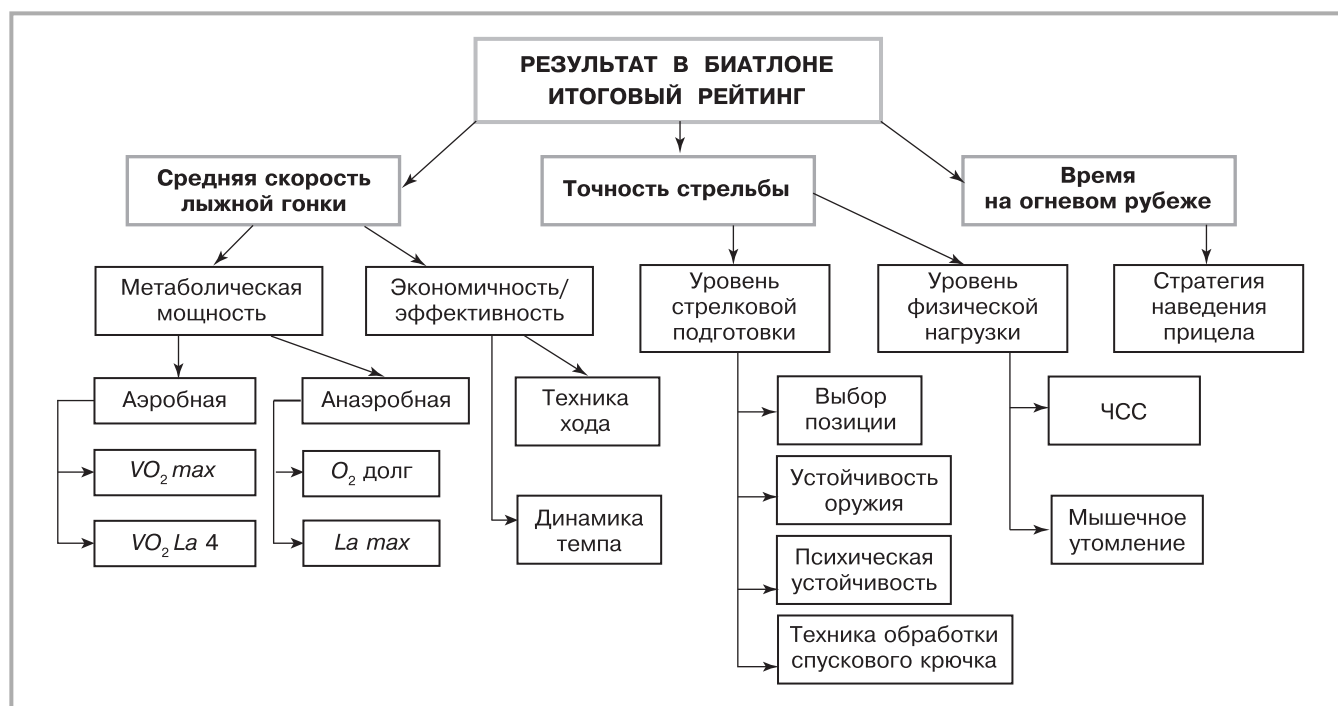 РЕЗУЛЬТАТ В БИАТЛОНЕ
ИТОГОВЫЙ РЕЙТИНГ
Средняя скорость
лыжной гонки
Точность стрельбы
Время
на огневом рубеже
Метаболическая
мощность
Экономичность/
эффективность
Уровень
стрелковой
подготовки
Уровень
физической
нагрузки
Стратегия
наведения
прицела
Аэробная
Анаэробная
Техника
хода
Выбор
позиции
ЧСС
VO₂ max
O₂ долг
Устойчивость
оружия
Динамика
темпа
Мышечное
утомление
VO₂ La 4
La max
Психическая
устойчивость
Техника обработки
спускового крючка